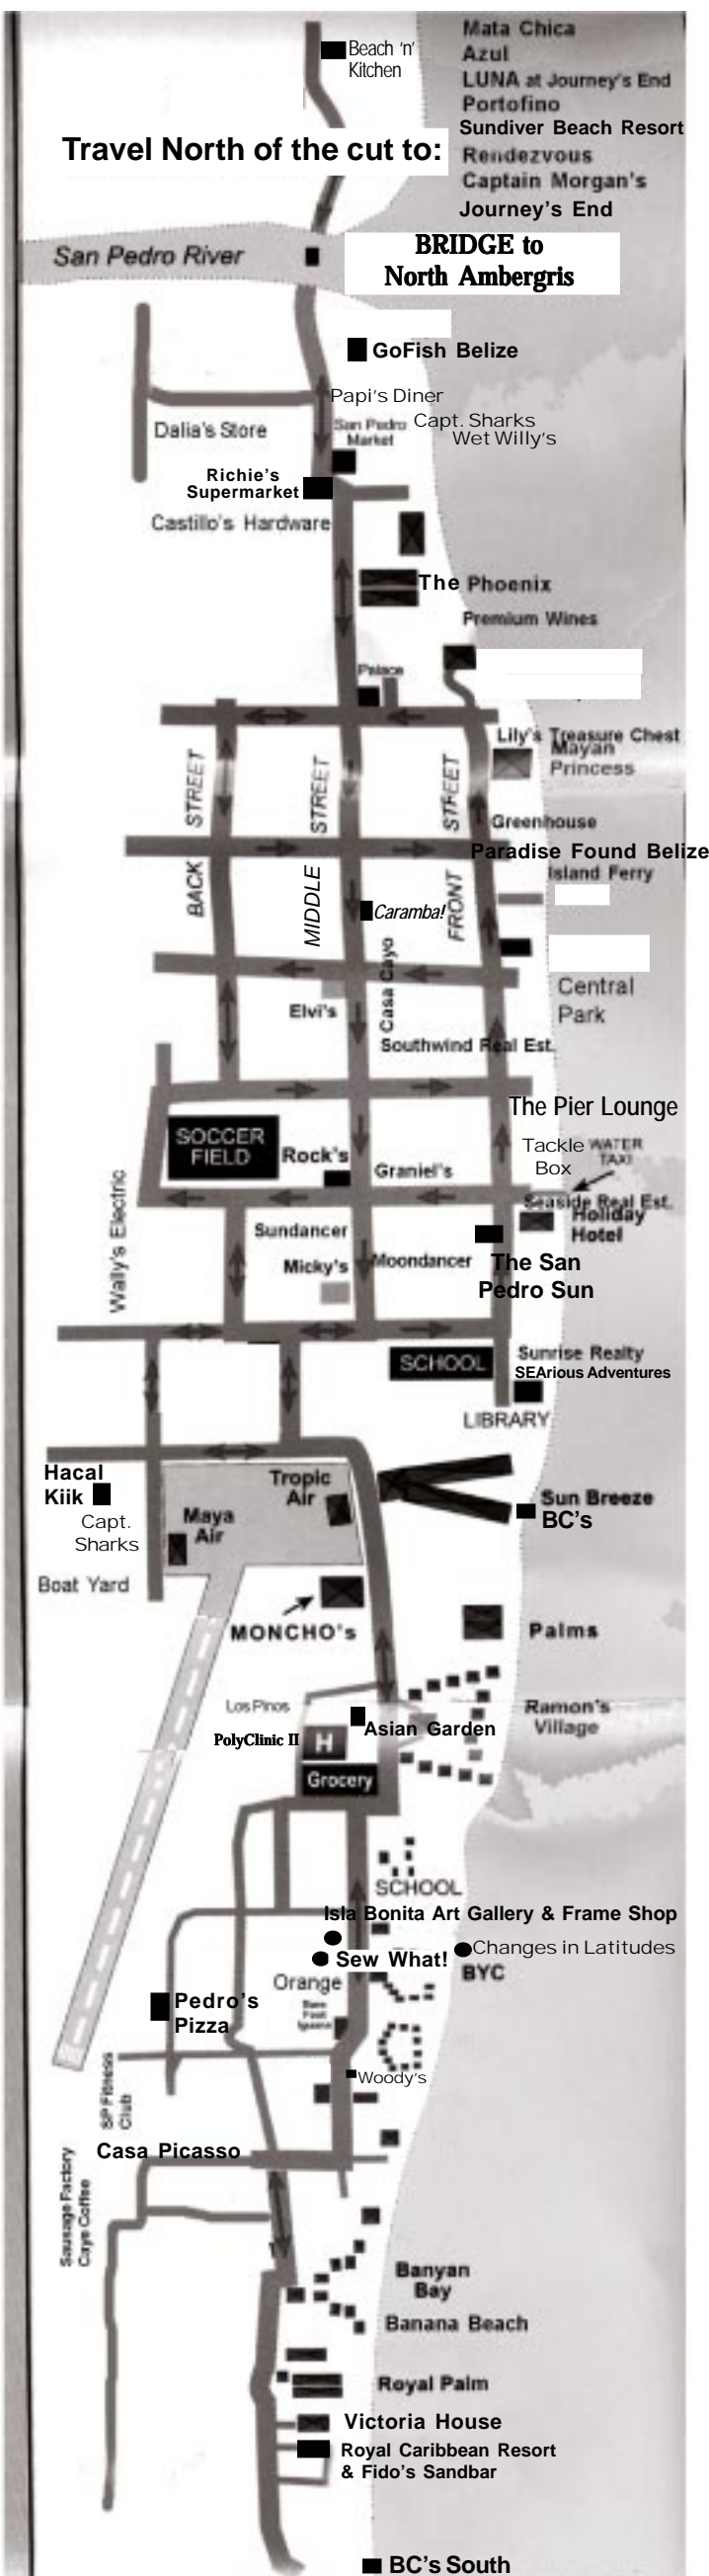 Mata Chica
Azul
LUNA at Journey's End
Portofino
Sundiver Beach Resort
Rendezvous
Captain Morgan's
Journey's End
Beach 'n'
Kitchen
Travel North of the cut to:
San Pedro River
BRIDGE to
North Ambergris
GoFish Belize
Papi's Diner
Dalia's Store
San Pedro
Market
Capt. Sharks
Wet Willy's
Richie's
Supermarket
Castillo's Hardware
The Phoenix
Premium Wines
Palace
Lily's Treasure Chest
Mayan
Princess
BACK STREET
MIDDLE STREET
FRONT STREET
Greenhouse
Paradise Found Belize
Island Ferry
Caramba!
Casa Cayo
Central
Park
Elvi's
Southwind Real Est.
The Pier Lounge
SOCCER
FIELD
Rock's
Graniel's
Tackle
Box
WATER
TAXI
Seaside Real Est.
Holiday
Hotel
Wally's Electric
Sundancer
Micky's
Moondancer
The San
Pedro Sun
SCHOOL
Sunrise Realty
SEArious Adventures
LIBRARY
Hacal
Kiik
Capt.
Sharks
Tropic
Air
Maya
Air
Sun Breeze
BC's
Boat Yard
MONCHO's
Palms
Los Pinos
Asian Garden
Ramon's
Village
PolyClinic II
H
Grocery
SCHOOL
Isla Bonita Art Gallery & Frame Shop
Sew What!
Changes in Latitudes
BYC
Orange
Pedro's
Pizza
Woody's
SP Fitness
Club
Casa Picasso
Sausage Factory
Caye Coffee
Banyan
Bay
Banana Beach
Royal Palm
Victoria House
Royal Caribbean Resort
& Fido's Sandbar
BC's South